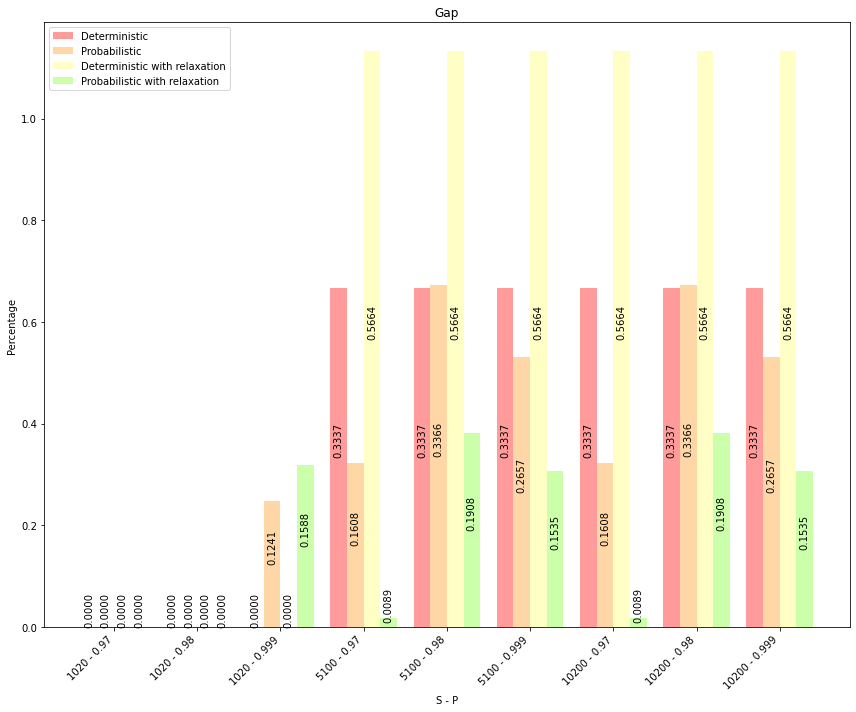 Gap
Deterministic
Probabilistic
Deterministic with relaxation
Probabilistic with relaxation
Percentage
1.0
0.8
0.6
0.4
0.2
0.0
0.0000
0.0000
0.0000
0.0000
0.0000
0.0000
0.0000
0.0000
0.0000
0.1241
0.0000
0.1588
0.3337
0.1608
0.5664
0.0089
0.3337
0.3366
0.5664
0.1908
0.3337
0.2657
0.5664
0.1535
0.3337
0.1608
0.5664
0.0089
0.3337
0.3366
0.5664
0.1908
0.3337
0.2657
0.5664
0.1535
1020 - 0.97
1020 - 0.98
1020 - 0.999
5100 - 0.97
5100 - 0.98
5100 - 0.999
10200 - 0.97
10200 - 0.98
10200 - 0.999
S - P